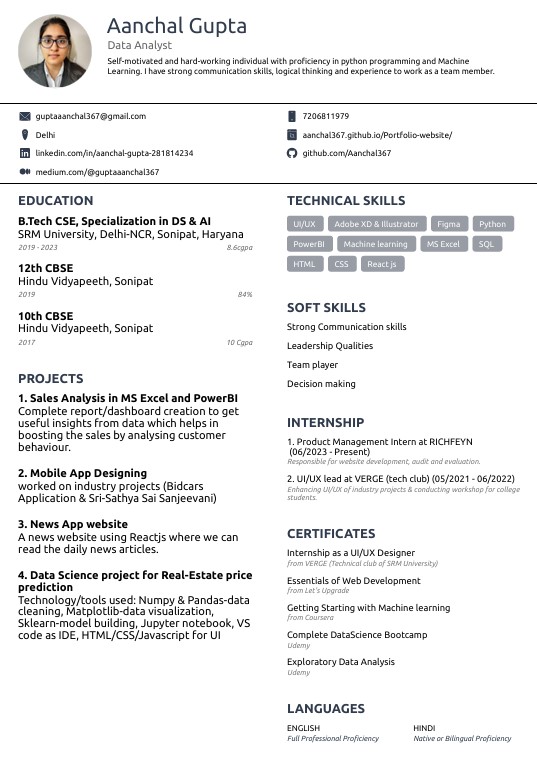 Aanchal Gupta
Data Analyst
Self-motivated and hard-working individual with proficiency in python programming and Machine
Learning. I have strong communication skills, logical thinking and experience to work as a team member.
guptaaanchal367@gmail.com
7206811979
Delhi
aanchal367.github.io/Portfolio-website/
linkedin.com/in/aanchal-gupta-281814234
github.com/Aanchal367
medium.com/@guptaaanchal367
EDUCATION
B.Tech CSE, Specialization in DS & AI
SRM University, Delhi-NCR, Sonipat, Haryana
2019 - 2023 8.6cgpa
12th CBSE
Hindu Vidyapeeth, Sonipat
2019 84%
10th CBSE
Hindu Vidyapeeth, Sonipat
2017 10 Cgpa
PROJECTS
1. Sales Analysis in MS Excel and PowerBI
Complete report/dashboard creation to get
useful insights from data which helps in
boosting the sales by analysing customer
behaviour.
2. Mobile App Designing
worked on industry projects (Bidcars
Application & Sri-Sathya Sai Sanjeevani)
3. News App website
A news website using Reactjs where we can
read the daily news articles.
4. Data Science project for Real-Estate price
prediction
Technology/tools used: Numpy & Pandas-data
cleaning, Matplotlib-data visualization,
Sklearn-model building, Jupyter notebook, VS
code as IDE, HTML/CSS/Javascript for UI
TECHNICAL SKILLS
UI/UX Adobe XD & Illustrator Figma Python
PowerBI Machine learning MS Excel SQL
HTML CSS React js
SOFT SKILLS
Strong Communication skills
Leadership Qualities
Team player
Decision making
INTERNSHIP
1. Product Management Intern at RICHFEYN
(06/2023 - Present)
Responsible for website development, audit and evaluation.
2. UI/UX lead at VERGE (tech club) (05/2021 - 06/2022)
Enhancing UI/UX of industry projects & conducting workshop for college
students.
CERTIFICATES
Internship as a UI/UX Designer
from VERGE (Technical club of SRM University)
Essentials of Web Development
from Let's Upgrade
Getting Starting with Machine learning
from Coursera
Complete DataScience Bootcamp
Udemy
Exploratory Data Analysis
Udemy
LANGUAGES
ENGLISH HINDI
Full Professional Proficiency Native or Bilingual Proficiency